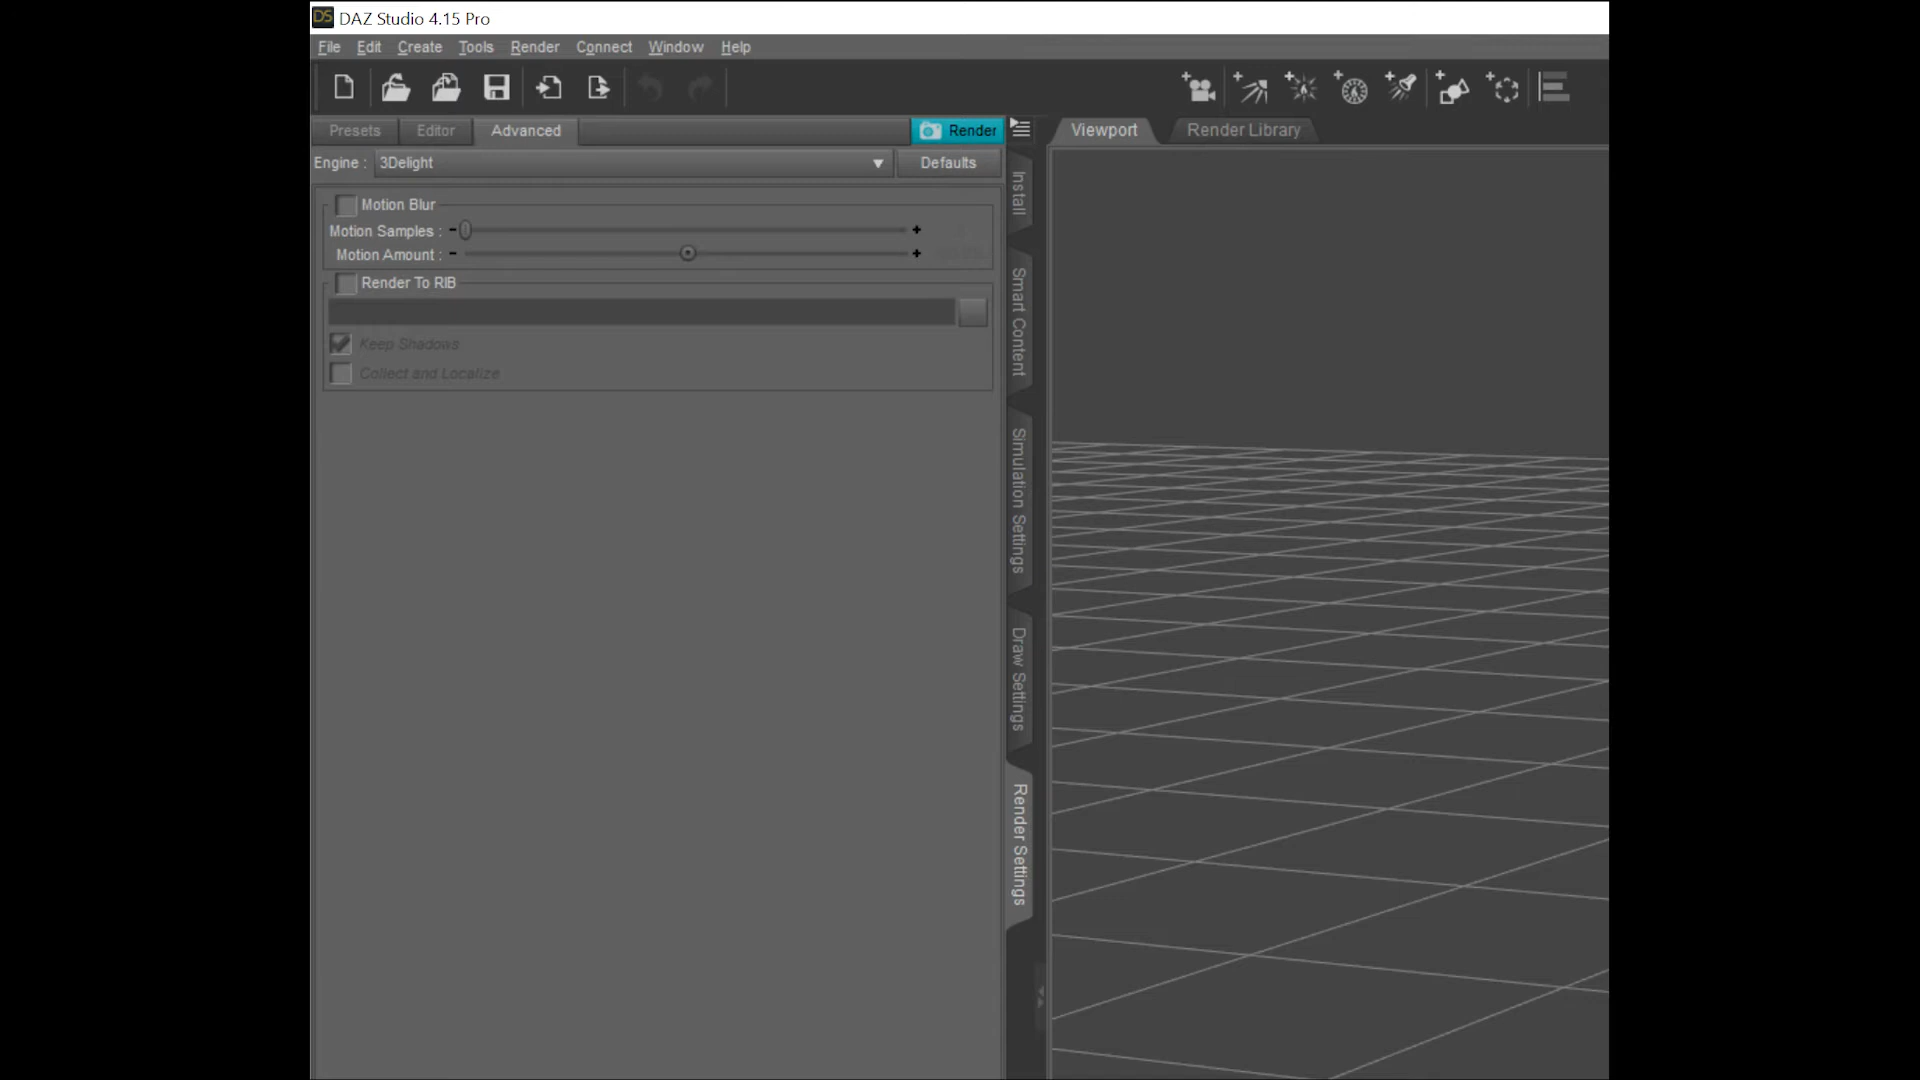 DS DAZ Studio 4.15 Pro
File Edit Create Tools Render Connect Window Help
Presets Editor Advanced Render
Viewport Render Library
Engine : 3Delight Defaults
Motion Blur
Motion Samples : - +
Motion Amount : - +
Render To RIB
Keep Shadows
Collect and Localize
Install
Smart Content
Simulation Settings
Draw Settings
Render Settings